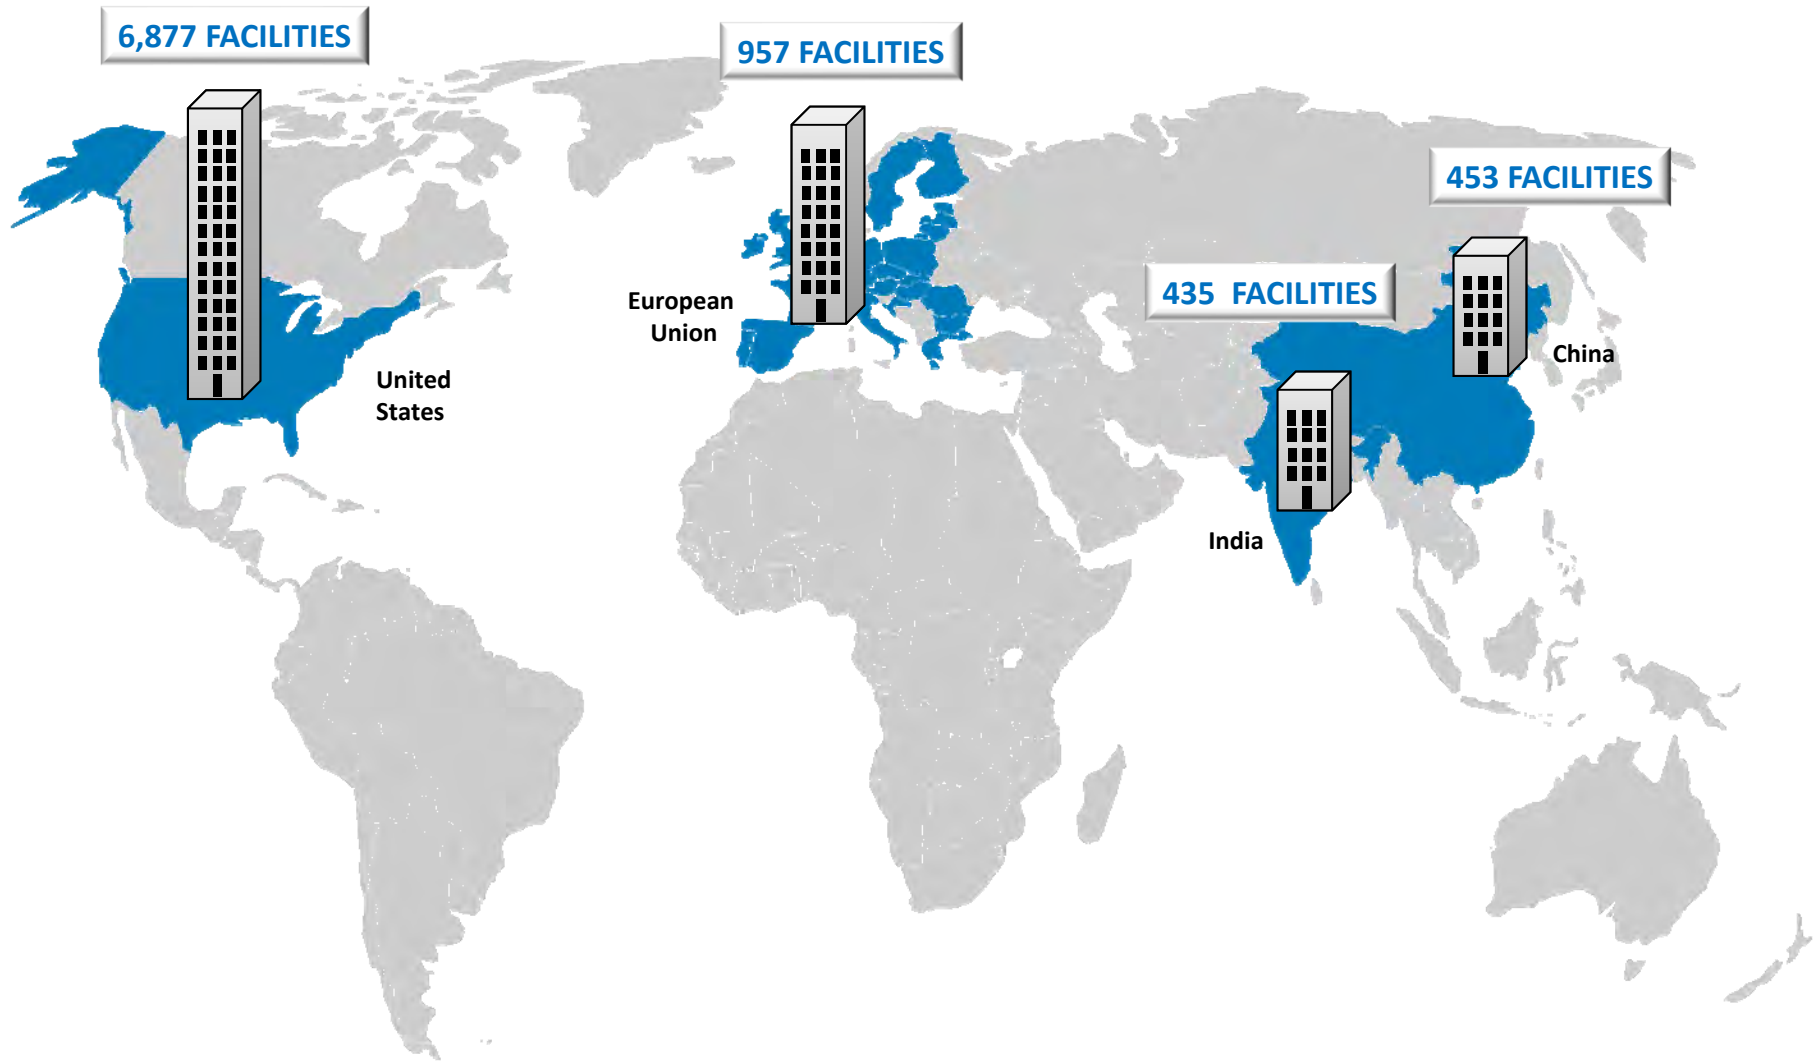 6,877 FACILITIES
957 FACILITIES
453 FACILITIES
435 FACILITIES
European
Union
China
United
States
India